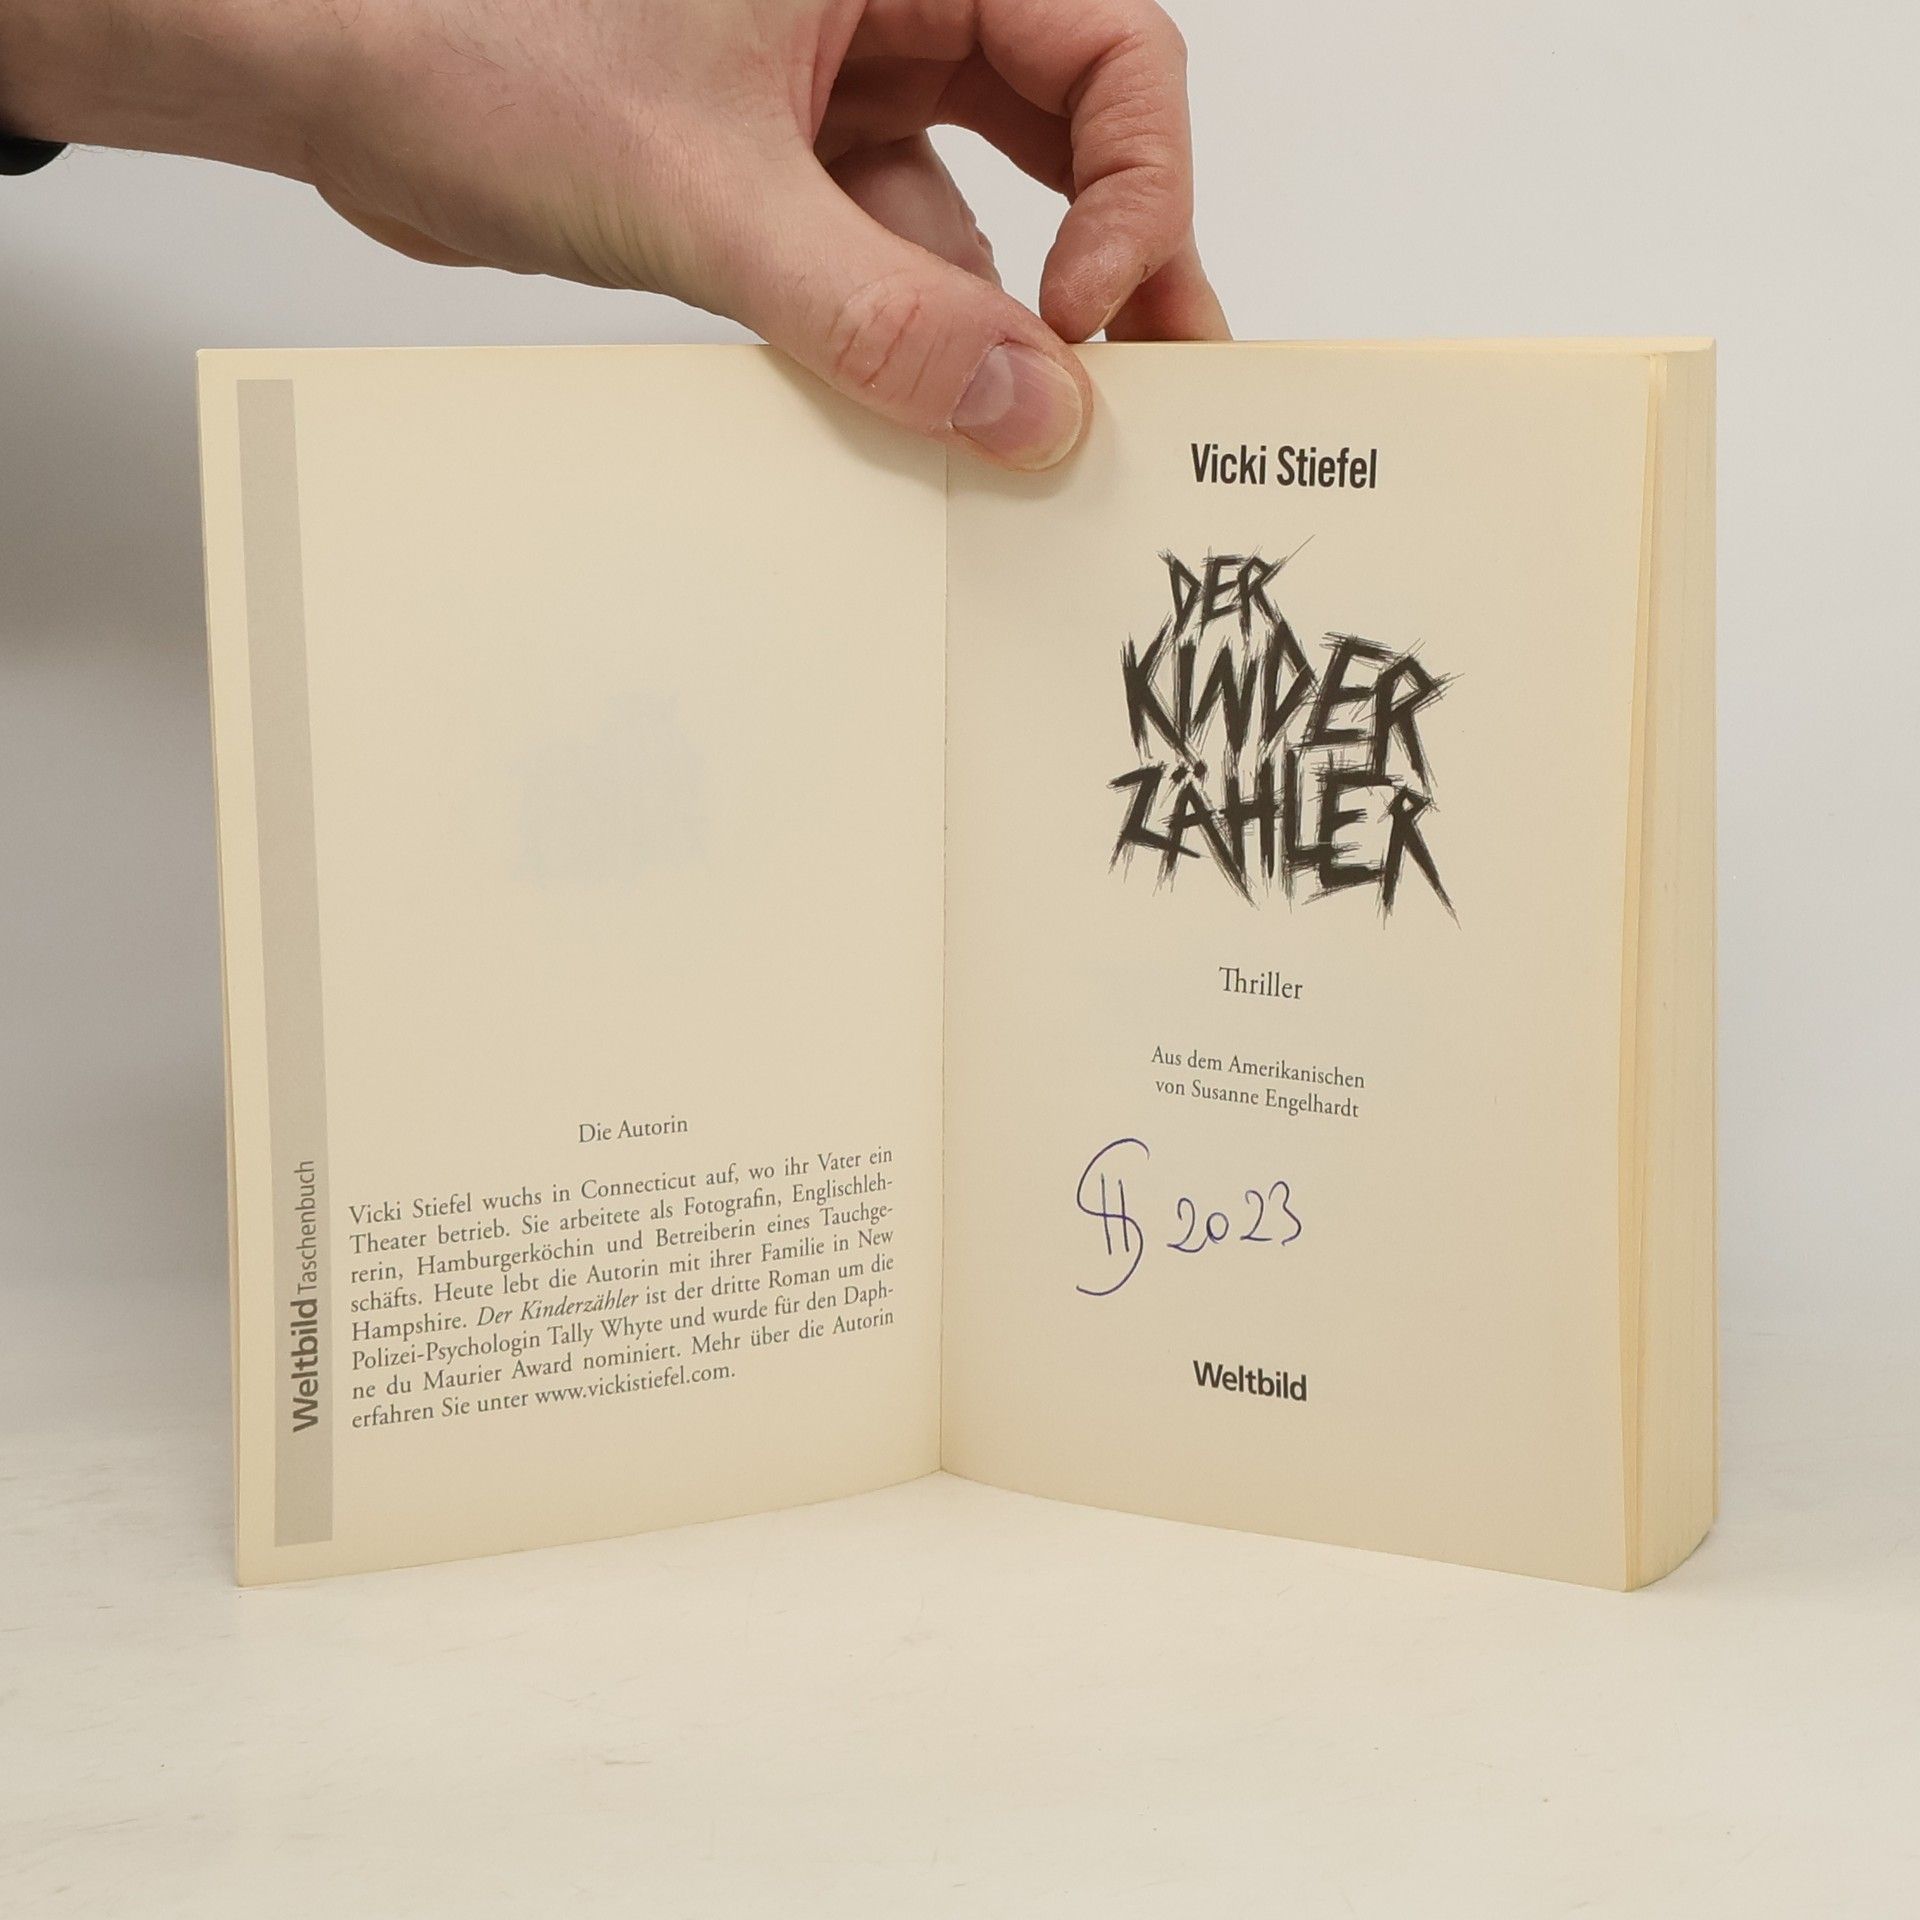 Weltbild Taschenbuch
Die Autorin
Vicki Stiefel wuchs in Connecticut auf, wo ihr Vater ein
Theater betrieb. Sie arbeitete als Fotografin, Englischleh-
rerin, Hamburgerköchin und Betreiberin eines Tauchge-
schäfts. Heute lebt die Autorin mit ihrer Familie in New
Hampshire. Der Kinderzähler ist der dritte Roman um die
Polizei-Psychologin Tally Whyte und wurde für den Daph-
ne du Maurier Award nominiert. Mehr über die Autorin
erfahren Sie unter www.vickistiefel.com.
Vicki Stiefel
DER
KINDER
ZÄHLER
Thriller
Aus dem Amerikanischen
von Susanne Engelhardt
2023
Weltbild